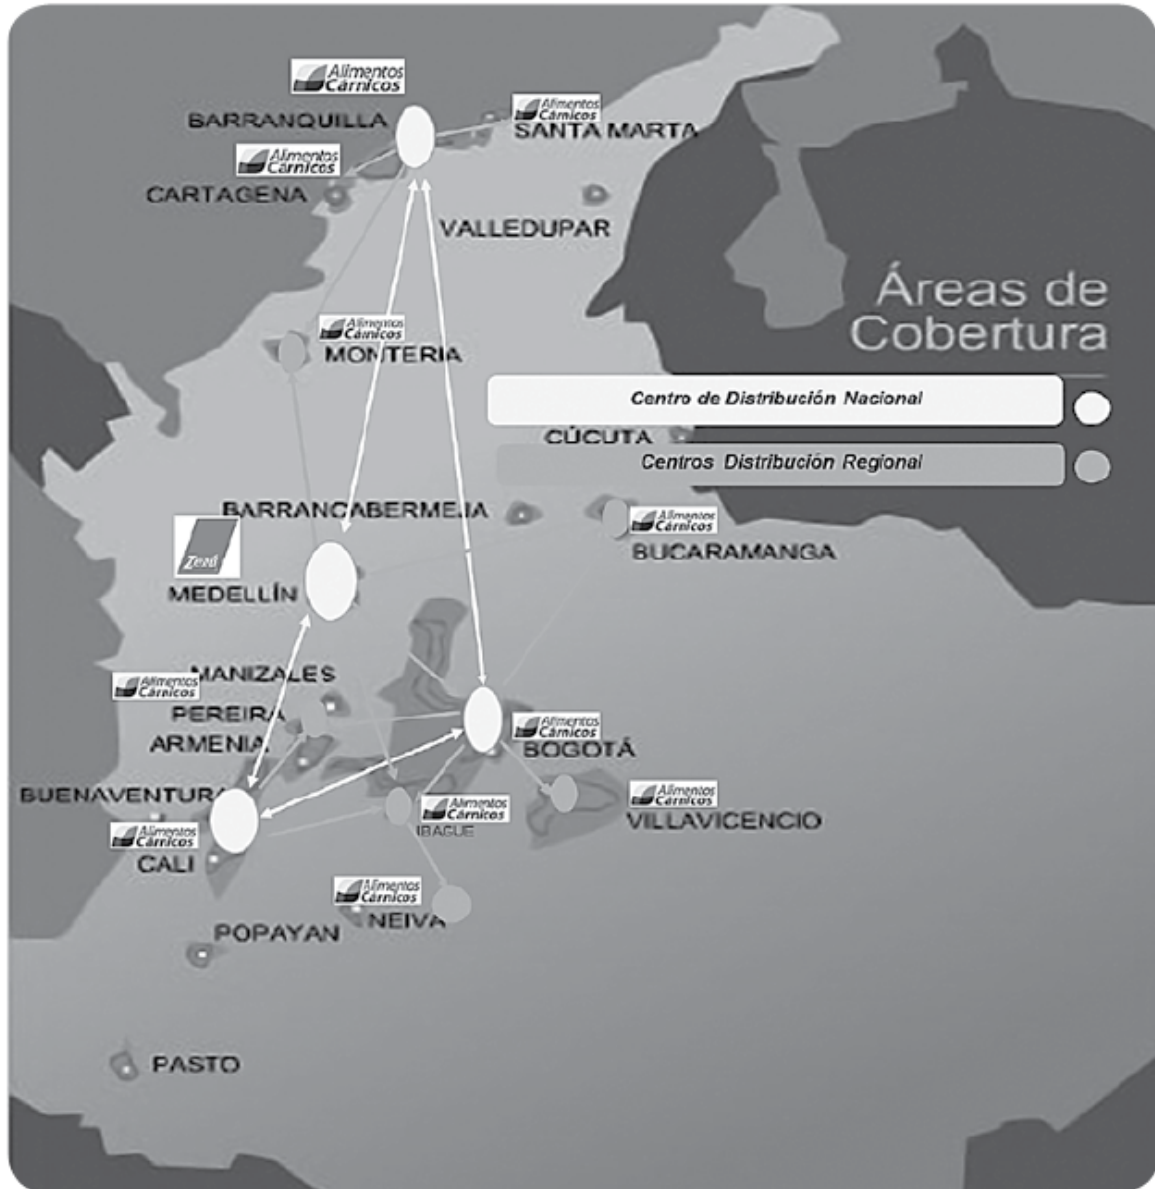 Alimentos
Cárnicos
BARRANQUILLA
Alimentos
Cárnicos
SANTA MARTA
Alimentos
Cárnicos
CARTAGENA
VALLEDUPAR
Áreas de
Cobertura
Alimentos
Cárnicos
MONTERIA
Centro de Distribución Nacional
CÚCUTA
Centros Distribución Regional
BARRANCABERMEJA
Alimentos
Cárnicos
BUCARAMANGA
Zenú
MEDELLÍN
MANIZALES
Alimentos
Cárnicos
PEREIRA
ARMENIA
Alimentos
Cárnicos
BOGOTÁ
BUENAVENTURA
Alimentos
Cárnicos
IBAGUE
Alimentos
Cárnicos
VILLAVICENCIO
Alimentos
Cárnicos
CALI
Alimentos
Cárnicos
NEIVA
POPAYAN
PASTO